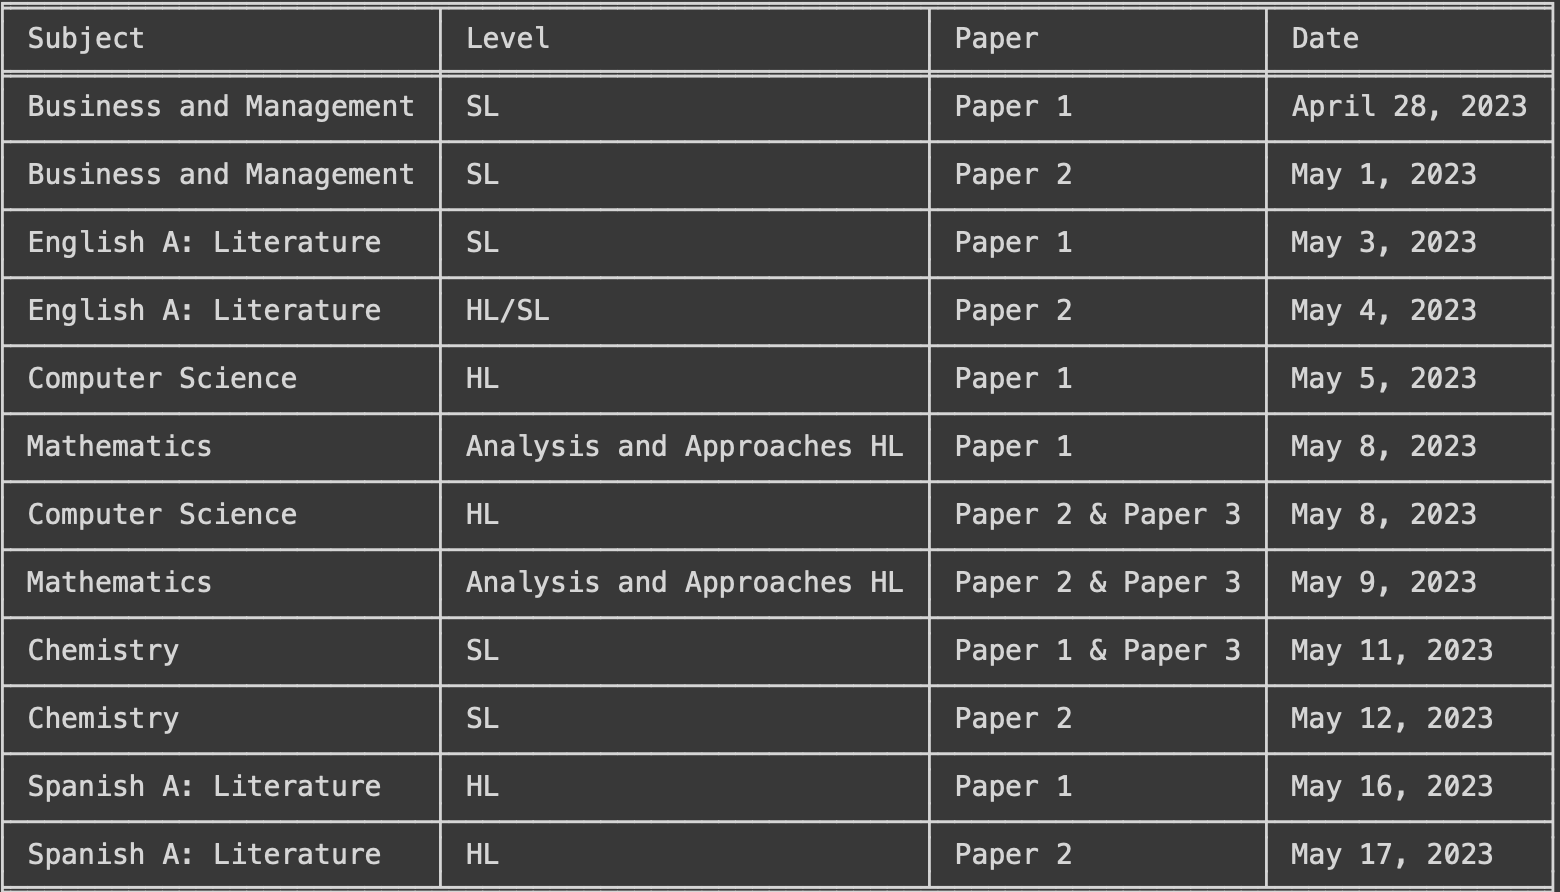 Subject Level Paper Date
Business and Management SL Paper 1 April 28, 2023
Business and Management SL Paper 2 May 1, 2023
English A: Literature SL Paper 1 May 3, 2023
English A: Literature HL/SL Paper 2 May 4, 2023
Computer Science HL Paper 1 May 5, 2023
Mathematics Analysis and Approaches HL Paper 1 May 8, 2023
Computer Science HL Paper 2 & Paper 3 May 8, 2023
Mathematics Analysis and Approaches HL Paper 2 & Paper 3 May 9, 2023
Chemistry SL Paper 1 & Paper 3 May 11, 2023
Chemistry SL Paper 2 May 12, 2023
Spanish A: Literature HL Paper 1 May 16, 2023
Spanish A: Literature HL Paper 2 May 17, 2023